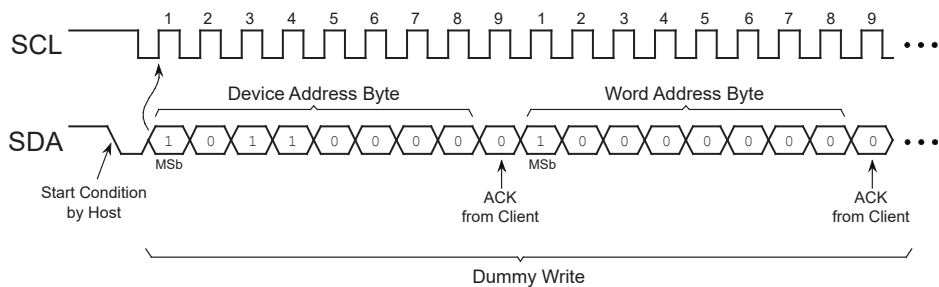 1 2 3 4 5 6 7 8 9 1 2 3 4 5 6 7 8 9
SCL
Device Address Byte Word Address Byte
SDA 1 0 1 1 0 0 0 0 0 1 0 0 0 0 0 0 0 0
MSb MSb
Start Condition
by Host
ACK
from Client
ACK
from Client
Dummy Write